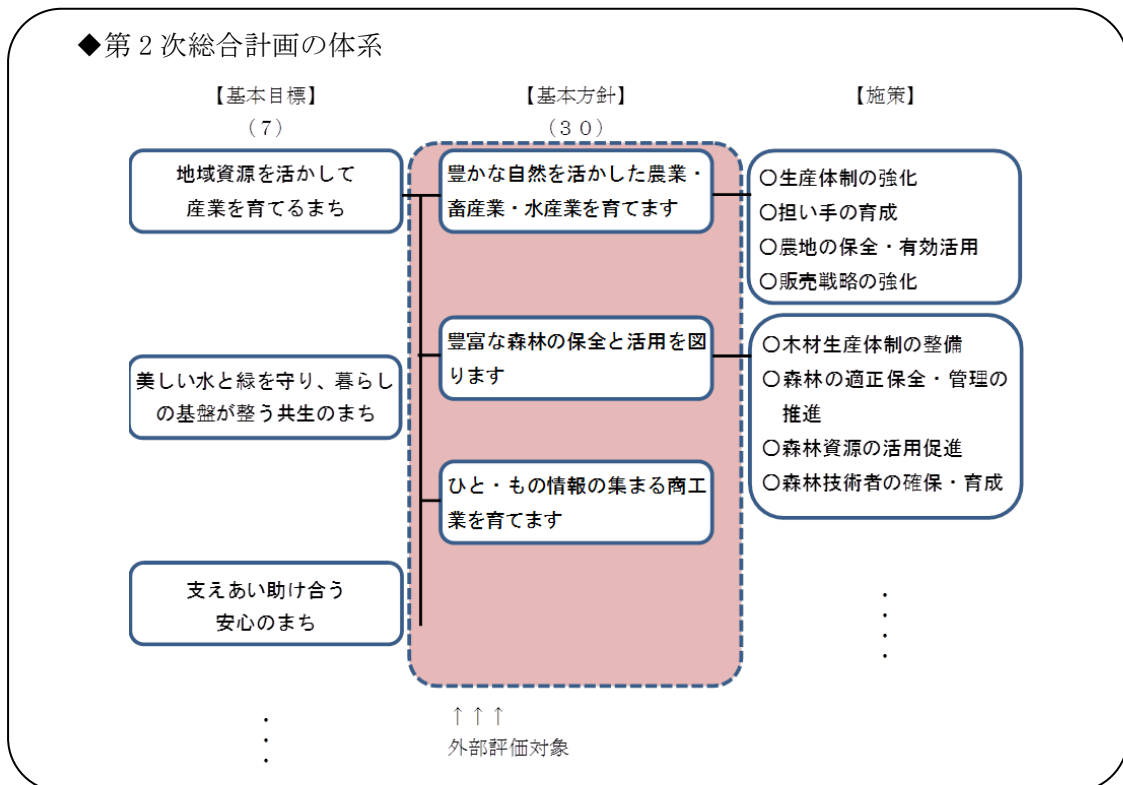 ◆第２次総合計画の体系
【基本目標】
（７）
【基本方針】
（３０）
【施策】
地域資源を活かして
産業を育てるまち
豊かな自然を活かした農業・
畜産業・水産業を育てます
○生産体制の強化
○担い手の育成
○農地の保全・有効活用
○販売戦略の強化
美しい水と緑を守り、暮らし
の基盤が整う共生のまち
豊富な森林の保全と活用を図
ります
○木材生産体制の整備
○森林の適正保全・管理の
推進
○森林資源の活用促進
○森林技術者の確保・育成
ひと・もの情報の集まる商工
業を育てます
支えあい助け合う
安心のまち
↑↑↑
外部評価対象